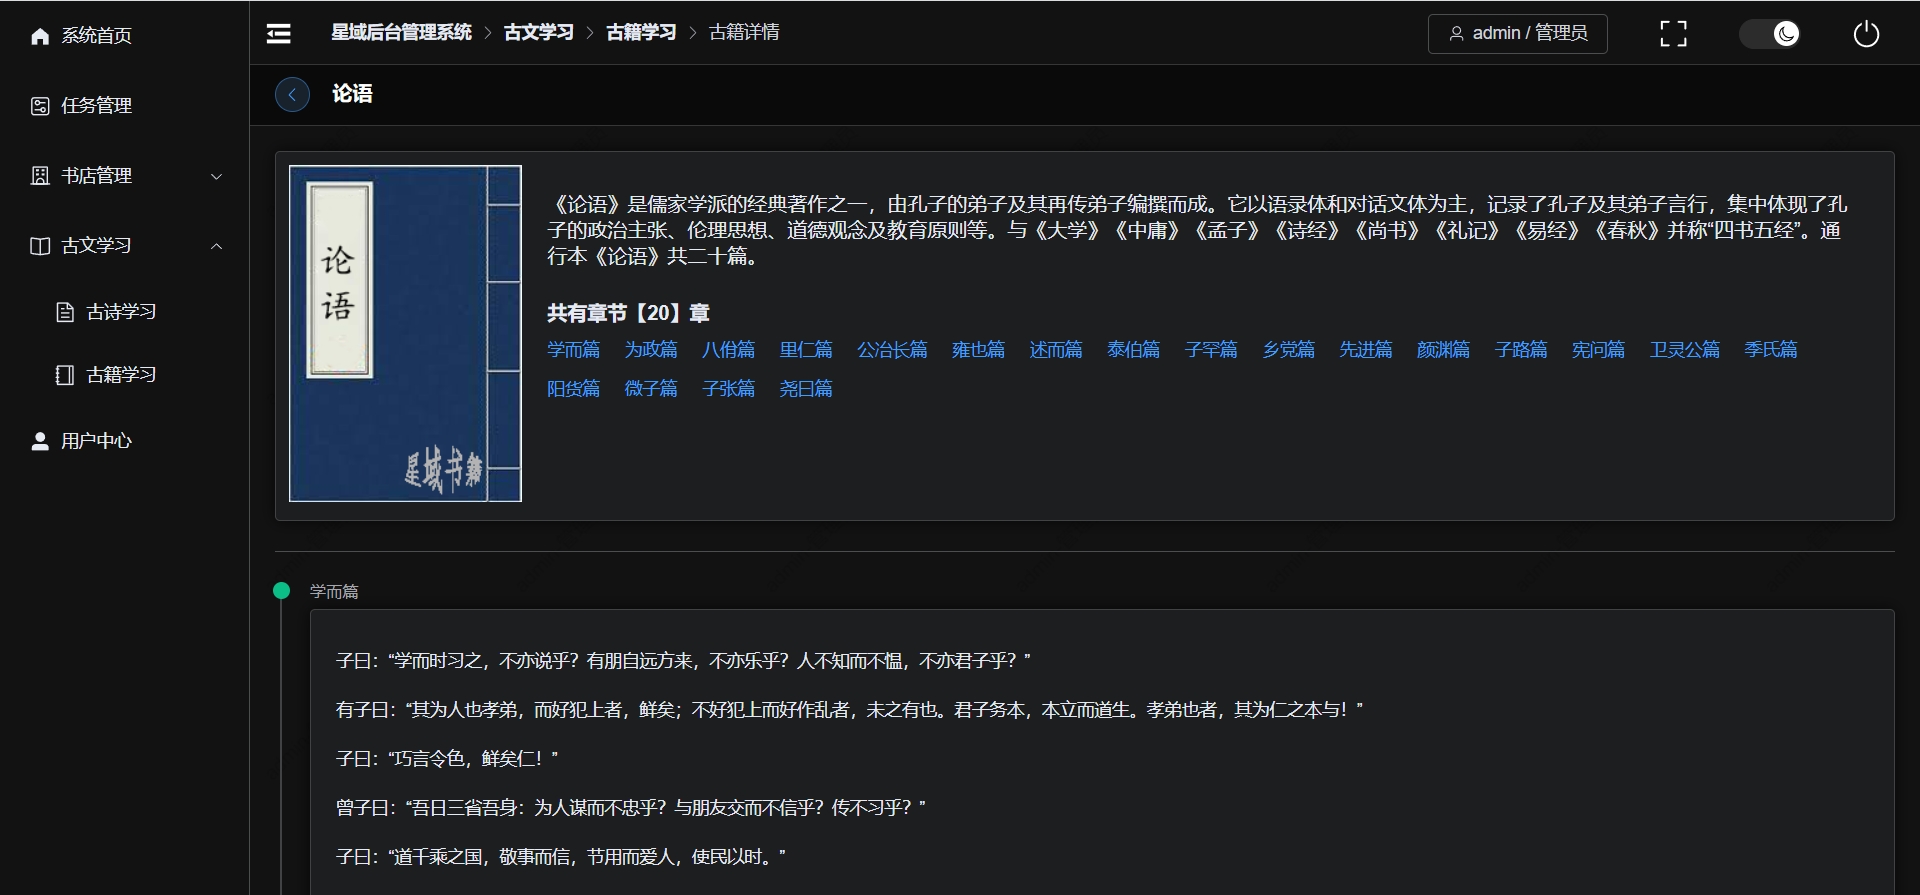 系统首页
任务管理
书店管理
古文学习
古诗学习
古籍学习
用户中心
星域后台管理系统 > 古文学习 > 古籍学习 > 古籍详情
admin / 管理员
论语
论
语
星域书籍
《论语》是儒家学派的经典著作之一，由孔子的弟子及其再传弟子编撰而成。它以语录体和对话文体为主，记录了孔子及其弟子言行，集中体现了孔
子的政治主张、伦理思想、道德观念及教育原则等。与《大学》《中庸》《孟子》《诗经》《尚书》《礼记》《易经》《春秋》并称“四书五经”。通
行本《论语》共二十篇。
共有章节【20】章
学而篇 为政篇 八佾篇 里仁篇 公冶长篇 雍也篇 述而篇 泰伯篇 子罕篇 乡党篇 先进篇 颜渊篇 子路篇 宪问篇 卫灵公篇 季氏篇
阳货篇 微子篇 子张篇 尧曰篇
学而篇
子曰：“学而时习之，不亦说乎？有朋自远方来，不亦乐乎？人不知而不愠，不亦君子乎？”
有子曰：“其为人也孝弟，而好犯上者，鲜矣；不好犯上而好作乱者，未之有也。君子务本，本立而道生。孝弟也者，其为仁之本与！”
子曰：“巧言令色，鲜矣仁！”
曾子曰：“吾日三省吾身：为人谋而不忠乎？与朋友交而不信乎？传不习乎？”
子曰：“道千乘之国，敬事而信，节用而爱人，使民以时。”